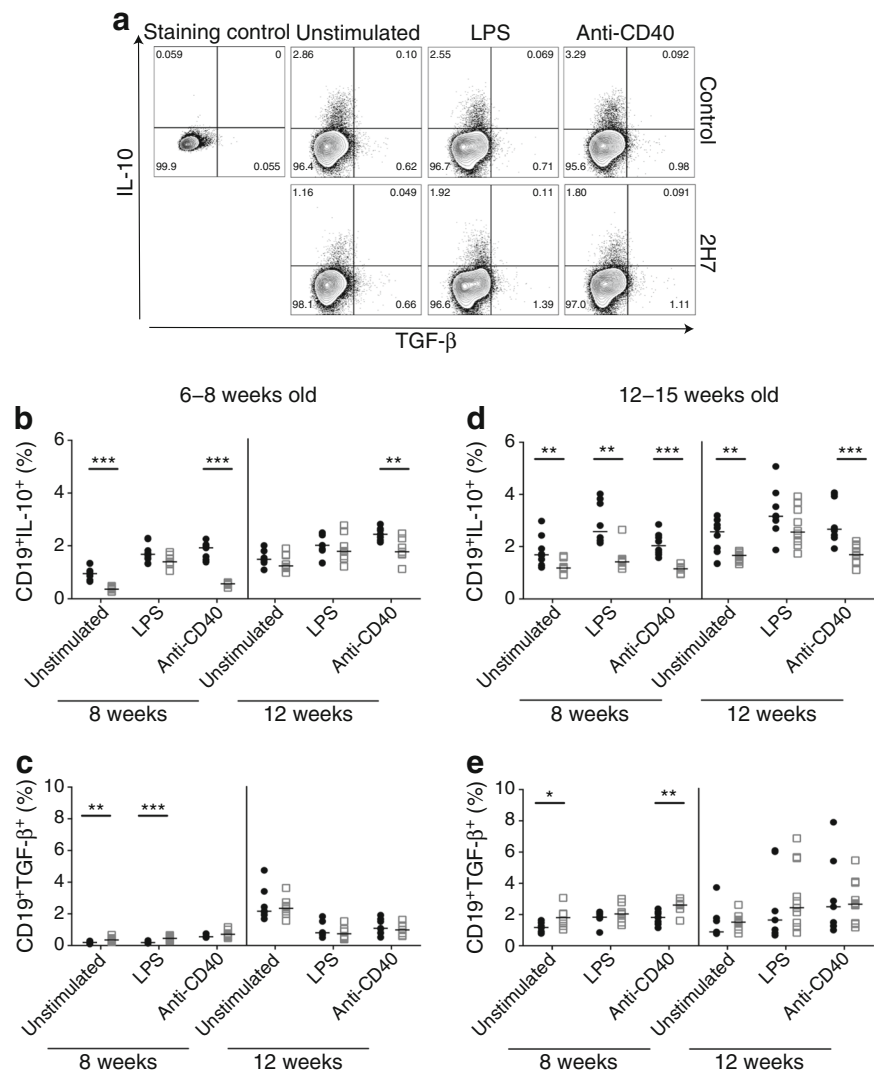 a
Staining control Unstimulated LPS Anti-CD40
0.059 0 2.86 0.10 2.55 0.069 3.29 0.092
Control
99.9 0.055 96.4 0.62 96.7 0.71 95.6 0.98
IL-10
1.16 0.049 1.92 0.11 1.80 0.091
2H7
98.1 0.66 96.6 1.39 97.0 1.11
TGF-β
6–8 weeks old
b
CD19+IL-10+ (%)
6
4
2
0
*** *** **
Unstimulated LPS Anti-CD40 Unstimulated LPS Anti-CD40
8 weeks 12 weeks
12–15 weeks old
d
CD19+IL-10+ (%)
6
4
2
0
** ** *** ** ***
Unstimulated LPS Anti-CD40 Unstimulated LPS Anti-CD40
8 weeks 12 weeks
c
CD19+TGF-β+ (%)
10
8
6
4
2
0
** ***
Unstimulated LPS Anti-CD40 Unstimulated LPS Anti-CD40
8 weeks 12 weeks
e
CD19+TGF-β+ (%)
10
8
6
4
2
0
* **
Unstimulated LPS Anti-CD40 Unstimulated LPS Anti-CD40
8 weeks 12 weeks